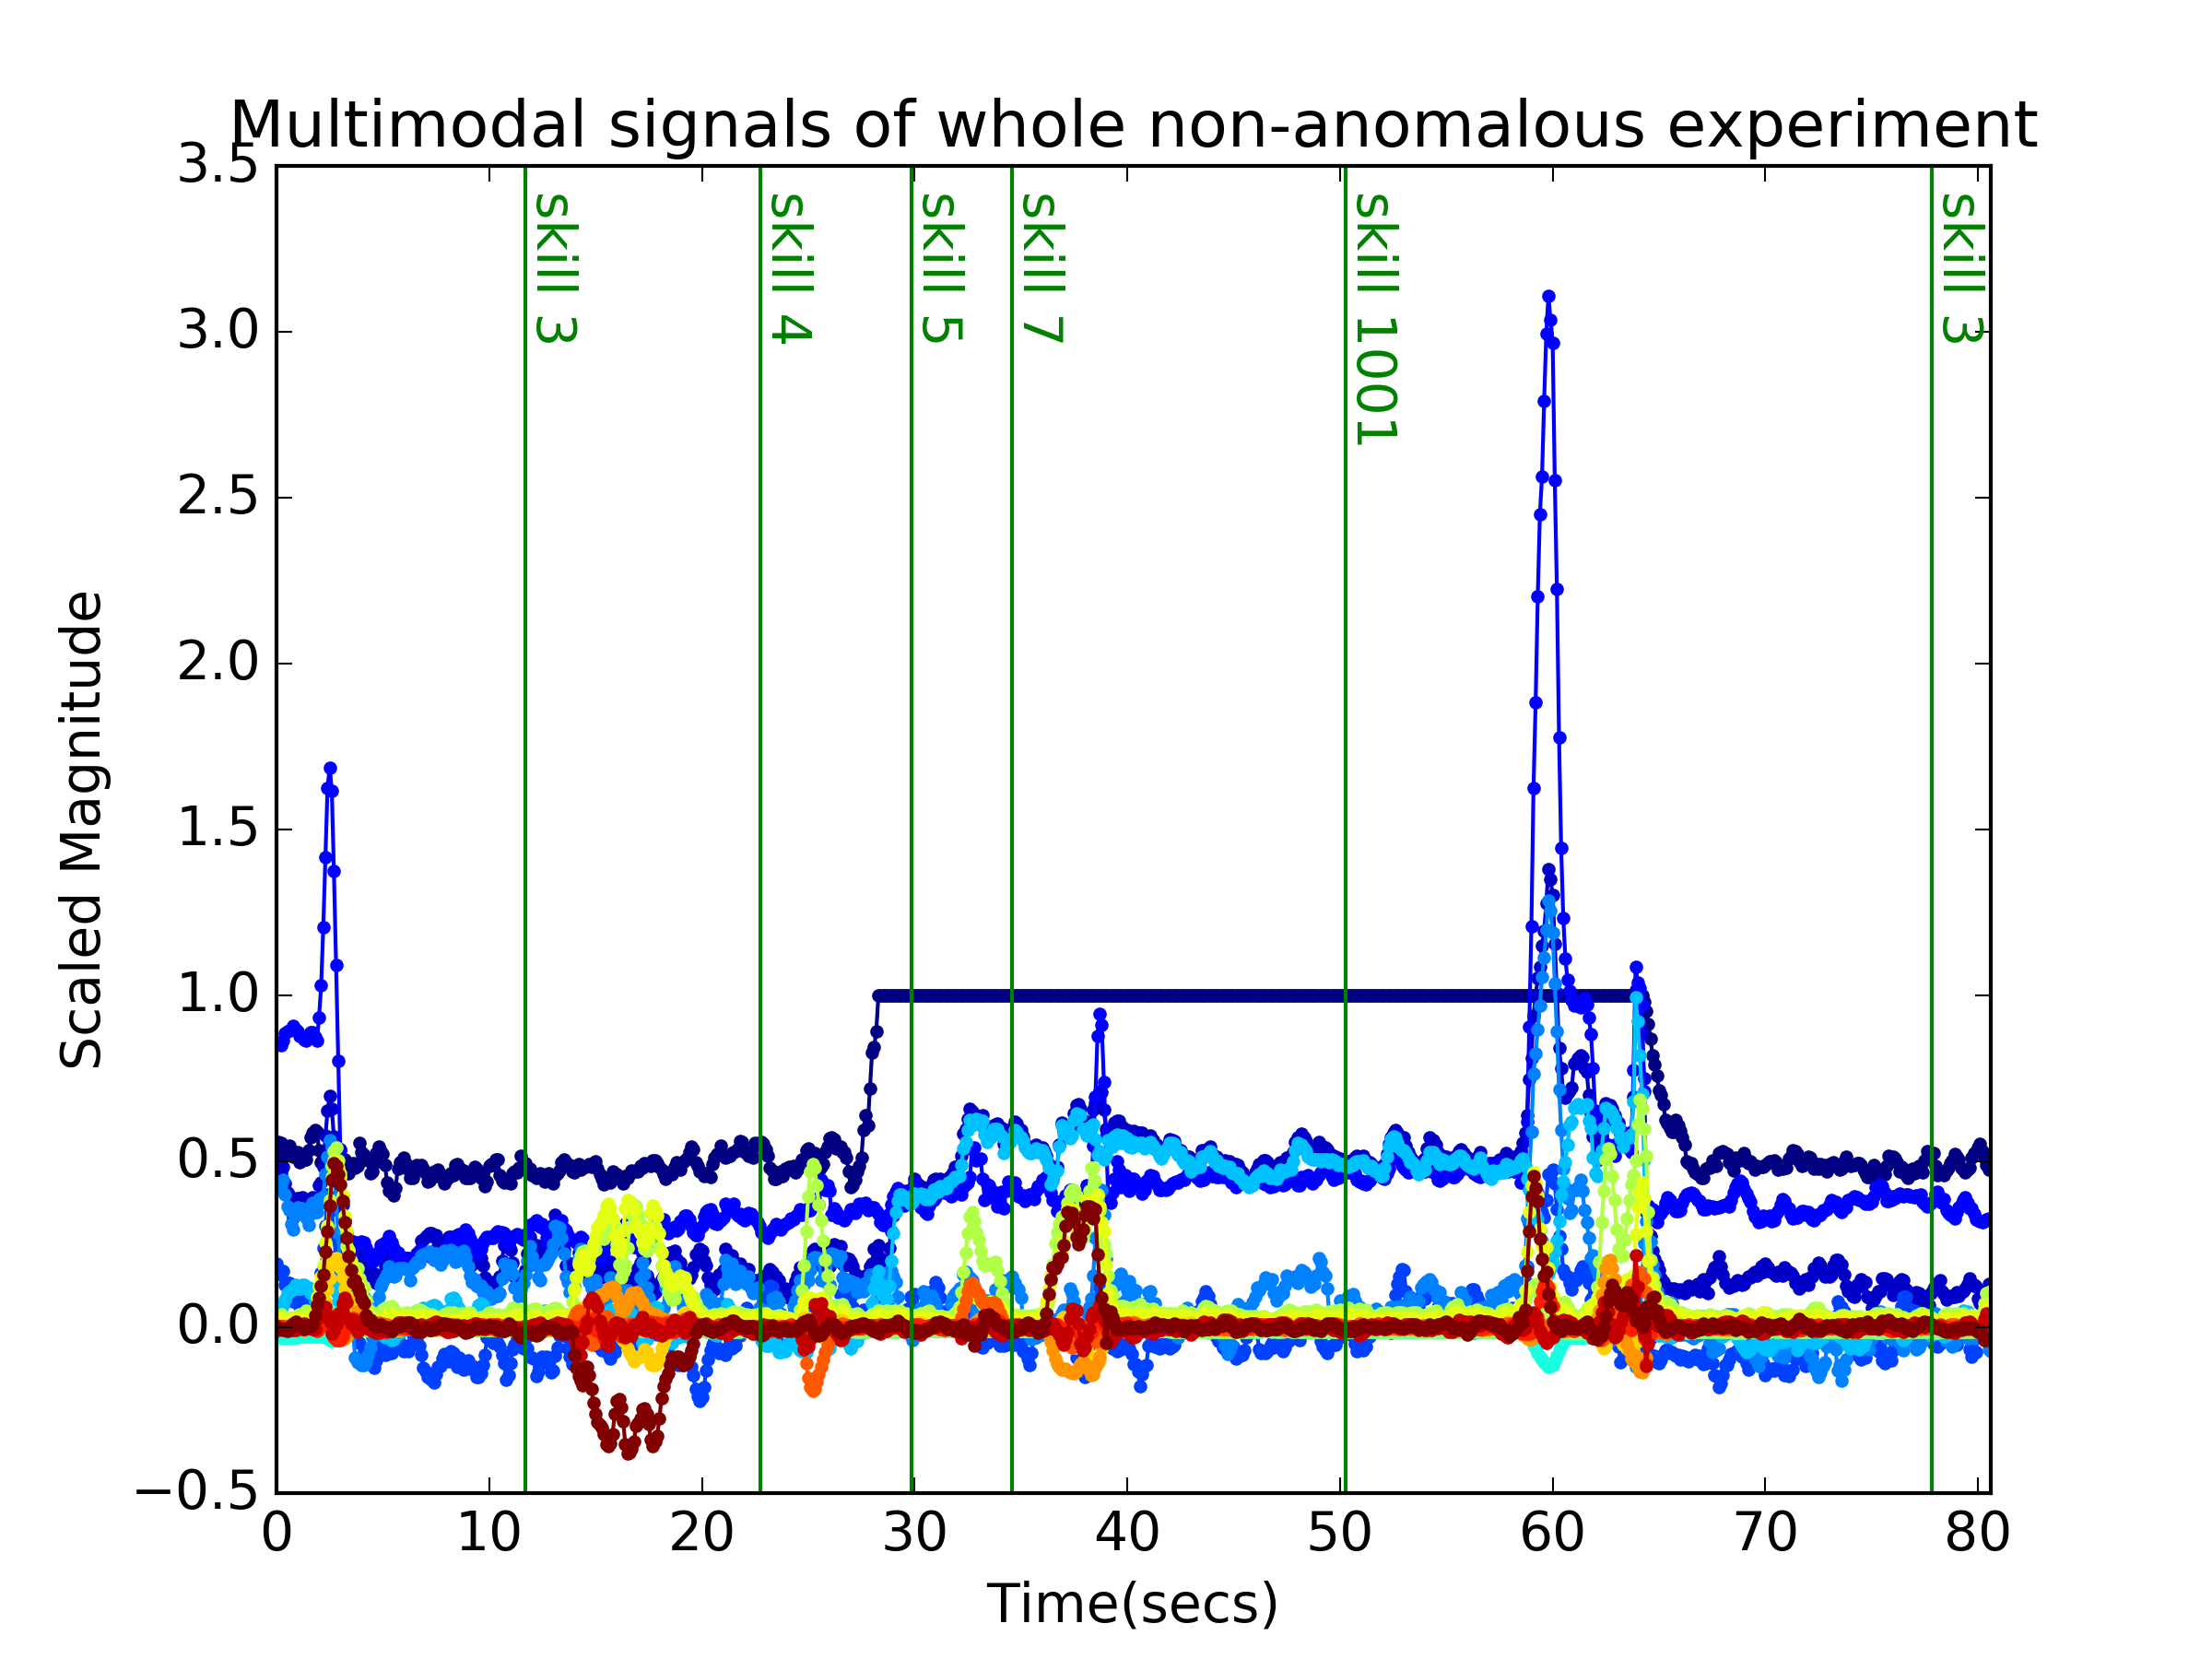 Multimodal signals of whole non-anomalous experiment
3.5
3.0
2.5
2.0
1.5
1.0
0.5
0.0
−0.5
Scaled Magnitude
skill 3
skill 4
skill 5
skill 7
skill 1001
skill 3
0 10 20 30 40 50 60 70 80
Time(secs)